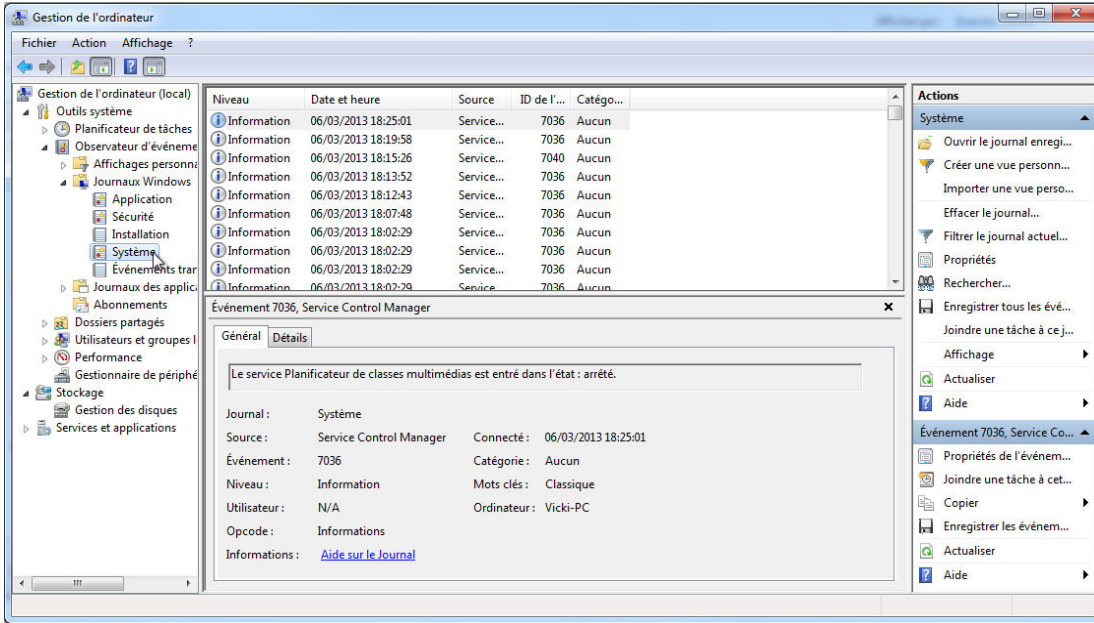 Gestion de l'ordinateur
Fichier Action Affichage ?
Gestion de l'ordinateur (local)
Outils système
Planificateur de tâches
Observateur d'événeme
Affichages personna
Journaux Windows
Application
Sécurité
Installation
Système
Événements tran
Journaux des applica
Abonnements
Dossiers partagés
Utilisateurs et groupes l
Performance
Gestionnaire de périphé
Stockage
Gestion des disques
Services et applications
Niveau Date et heure Source ID de l'... Catégo...
Information 06/03/2013 18:25:01 Service... 7036 Aucun
Information 06/03/2013 18:19:58 Service... 7036 Aucun
Information 06/03/2013 18:15:26 Service... 7040 Aucun
Information 06/03/2013 18:13:52 Service... 7036 Aucun
Information 06/03/2013 18:12:43 Service... 7036 Aucun
Information 06/03/2013 18:07:48 Service... 7036 Aucun
Information 06/03/2013 18:02:29 Service... 7036 Aucun
Information 06/03/2013 18:02:29 Service... 7036 Aucun
Information 06/03/2013 18:02:29 Service... 7036 Aucun
Information 06/03/2013 18:02:29 Service... 7036 Aucun
Événement 7036, Service Control Manager
Général Détails
Le service Planificateur de classes multimédias est entré dans l'état : arrêté.
Journal : Système
Source : Service Control Manager Connecté : 06/03/2013 18:25:01
Événement : 7036 Catégorie : Aucun
Niveau : Information Mots clés : Classique
Utilisateur : N/A Ordinateur : Vicki-PC
Opcode : Informations
Informations : Aide sur le Journal
Actions
Système
Ouvrir le journal enregi...
Créer une vue personn...
Importer une vue perso...
Effacer le journal...
Filtrer le journal actuel...
Propriétés
Rechercher...
Enregistrer tous les évé...
Joindre une tâche à ce j...
Affichage
Actualiser
Aide
Événement 7036, Service Co...
Propriétés de l'événem...
Joindre une tâche à cet...
Copier
Enregistrer les événem...
Actualiser
Aide